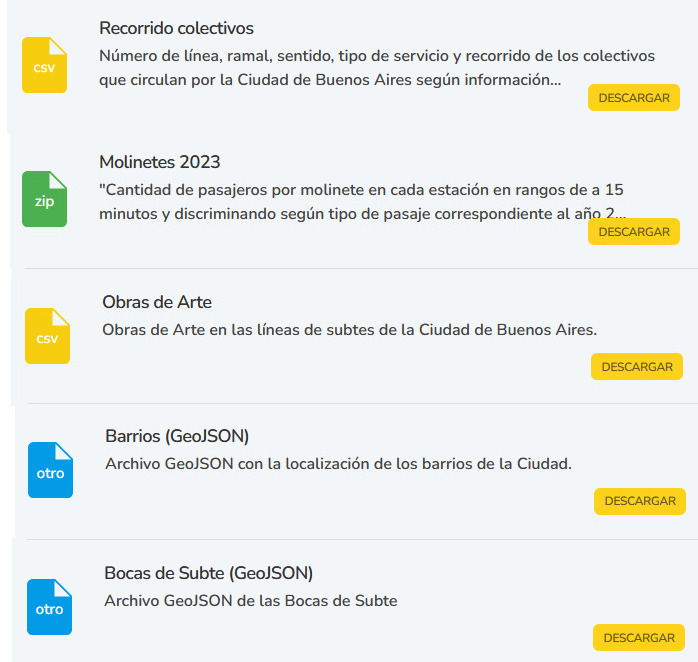 Recorrido colectivos
csv
Número de línea, ramal, sentido, tipo de servicio y recorrido de los colectivos
que circulan por la Ciudad de Buenos Aires según información...
DESCARGAR
Molinetes 2023
zip
"Cantidad de pasajeros por molinete en cada estación en rangos de a 15
minutos y discriminando según tipo de pasaje correspondiente al año 2...
DESCARGAR
Obras de Arte
csv
Obras de Arte en las líneas de subtes de la Ciudad de Buenos Aires.
DESCARGAR
Barrios (GeoJSON)
otro
Archivo GeoJSON con la localización de los barrios de la Ciudad.
DESCARGAR
Bocas de Subte (GeoJSON)
otro
Archivo GeoJSON de las Bocas de Subte
DESCARGAR